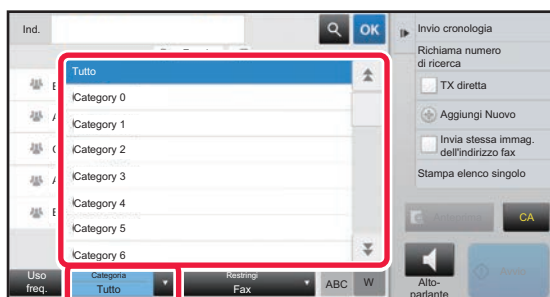 Ind.
OK
Tutto
Category 0
Category 1
Category 2
Category 3
Category 4
Category 5
Category 6
Uso
freq.
Categoria
Tutto
Restringi
Fax
ABC
W
Invio cronologia
Richiama numero
di ricerca
TX diretta
Aggiungi Nuovo
Invia stessa immag.
dell'indirizzo fax
Stampa elenco singolo
Anteprima
CA
Alto-
parlante
Avvio